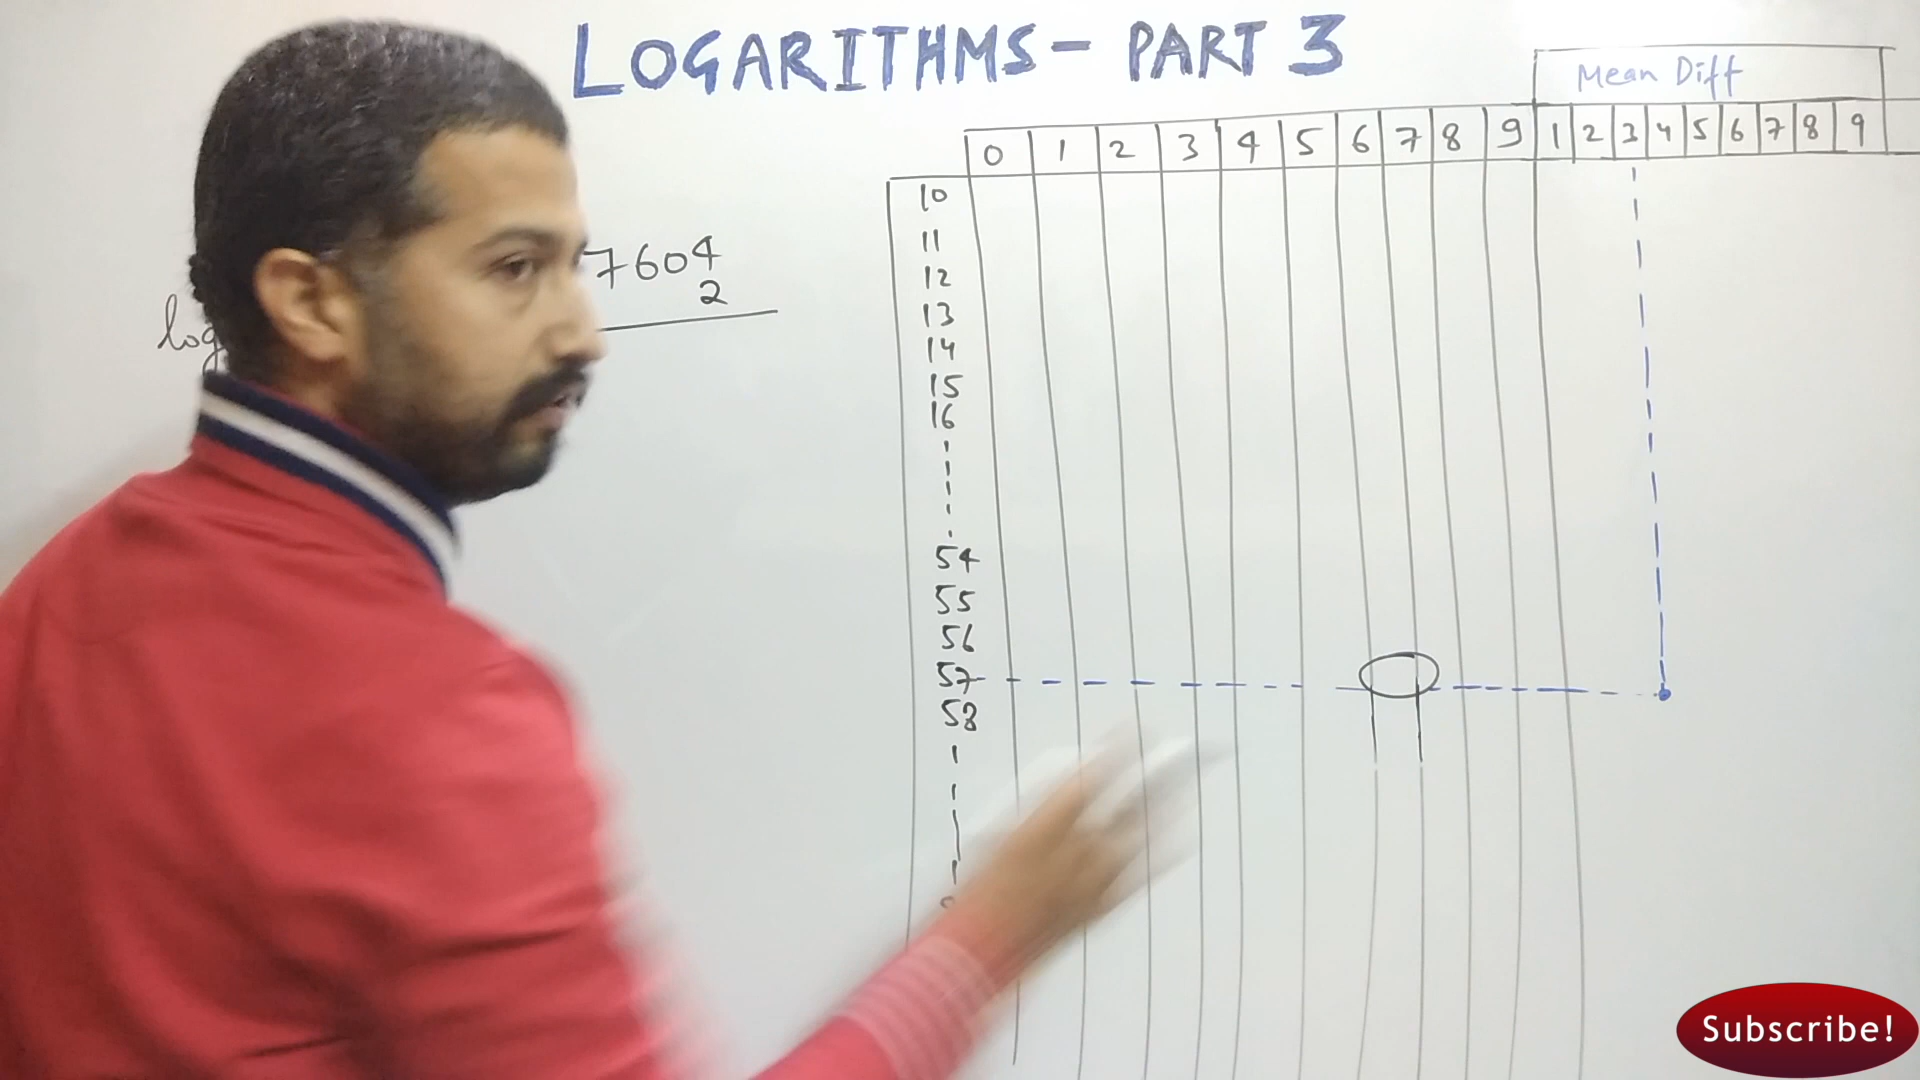 LOGARITHMS - PART 3
Mean Diff
0 1 2 3 4 5 6 7 8 9 1 2 3 4 5 6 7 8 9
10
11
12
13
14
15
16
54
55
56
57
58
7604
2
log
Subscribe!